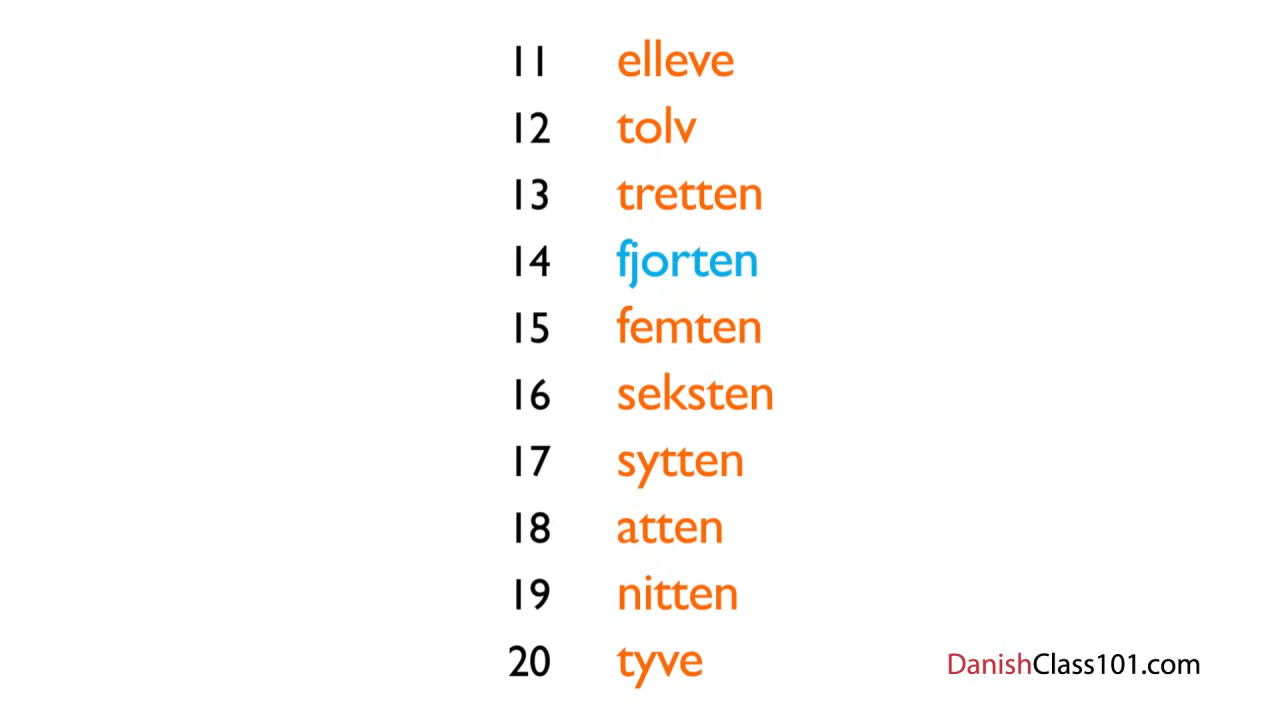 11 elleve
12 tolv
13 tretten
14 fjorten
15 femten
16 seksten
17 sytten
18 atten
19 nitten
20 tyve
DanishClass101.com